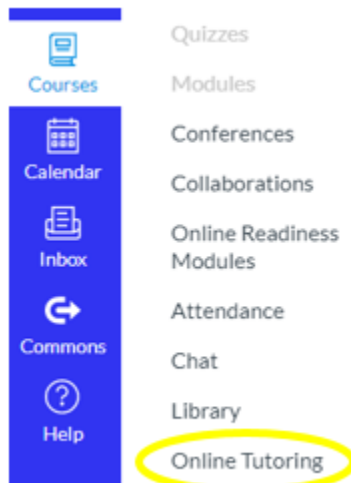 Courses
Calendar
Inbox
Commons
Help
Quizzes
Modules
Conferences
Collaborations
Online Readiness
Modules
Attendance
Chat
Library
Online Tutoring